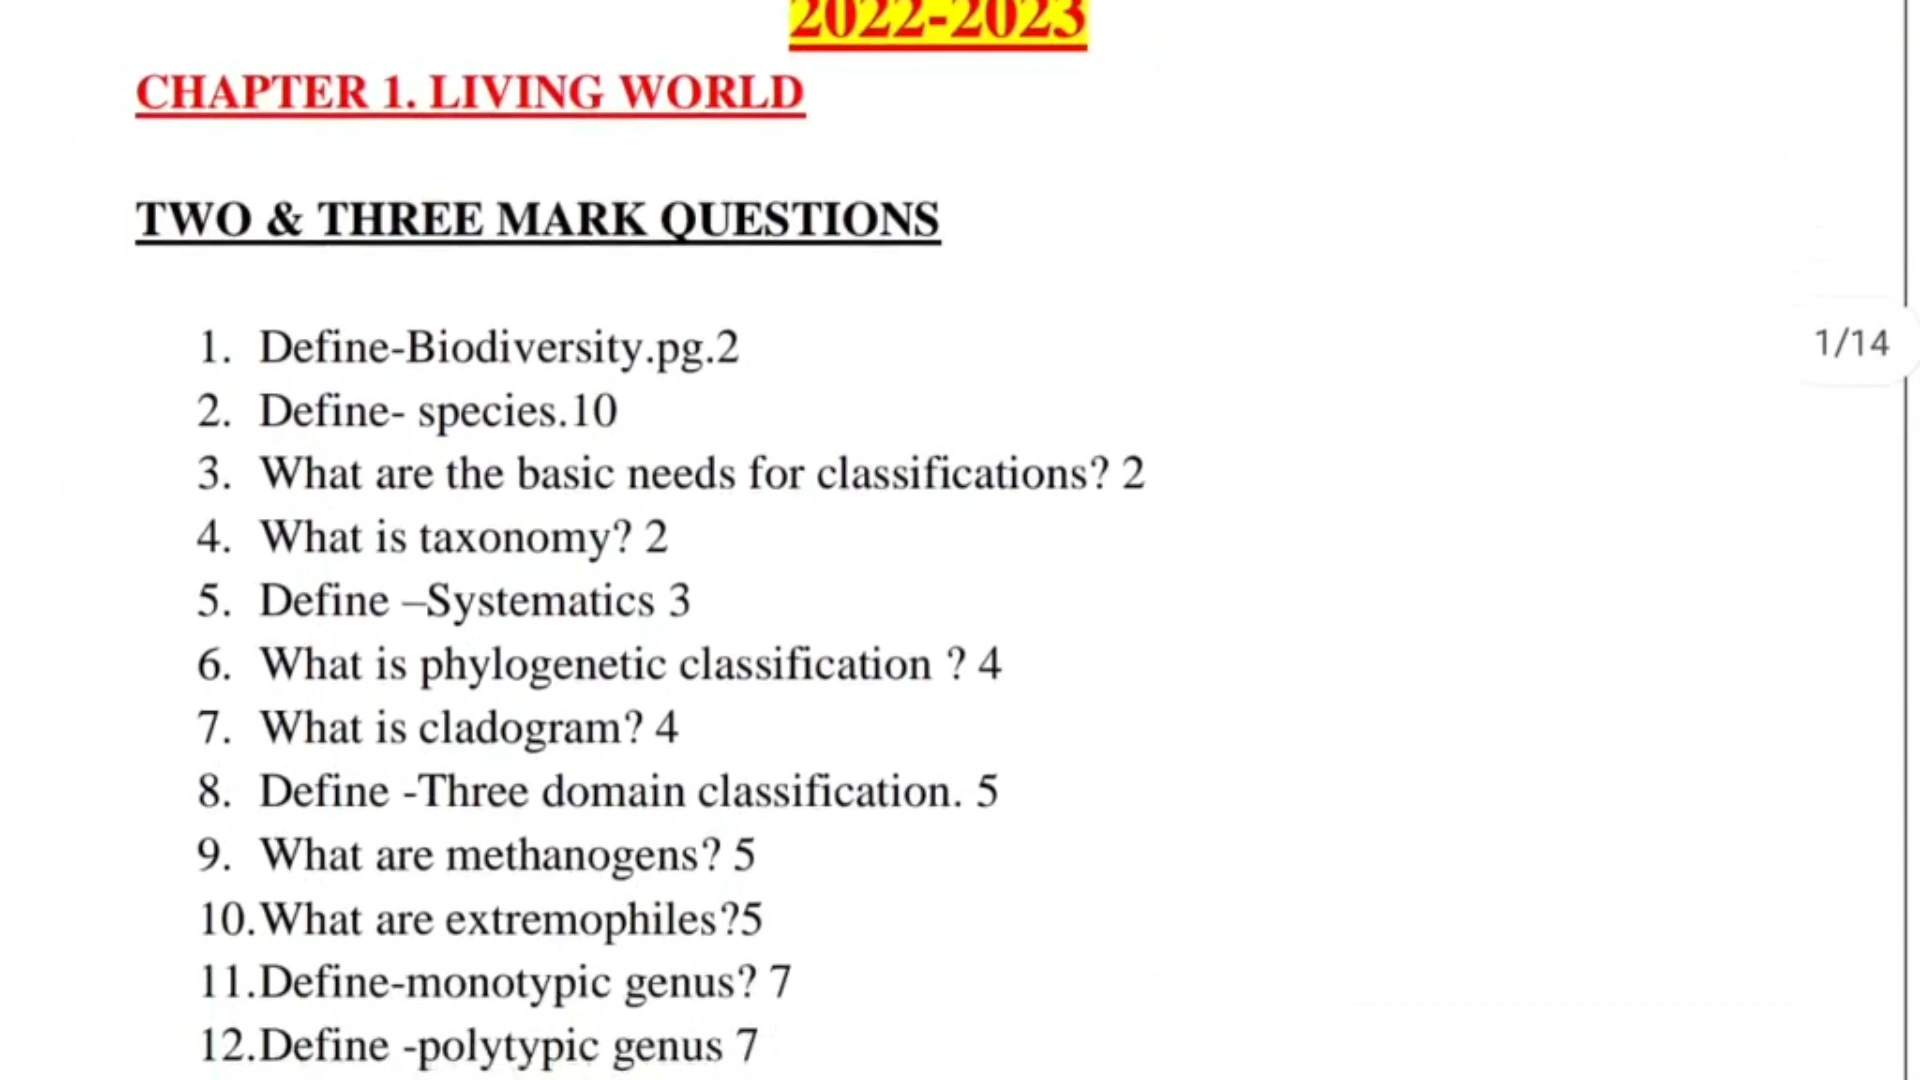 2022-2023
CHAPTER 1. LIVING WORLD
TWO & THREE MARK QUESTIONS
1. Define-Biodiversity.pg.2
1/14
2. Define- species.10
3. What are the basic needs for classifications? 2
4. What is taxonomy? 2
5. Define –Systematics 3
6. What is phylogenetic classification ? 4
7. What is cladogram? 4
8. Define -Three domain classification. 5
9. What are methanogens? 5
10.What are extremophiles?5
11.Define-monotypic genus? 7
12.Define -polytypic genus 7